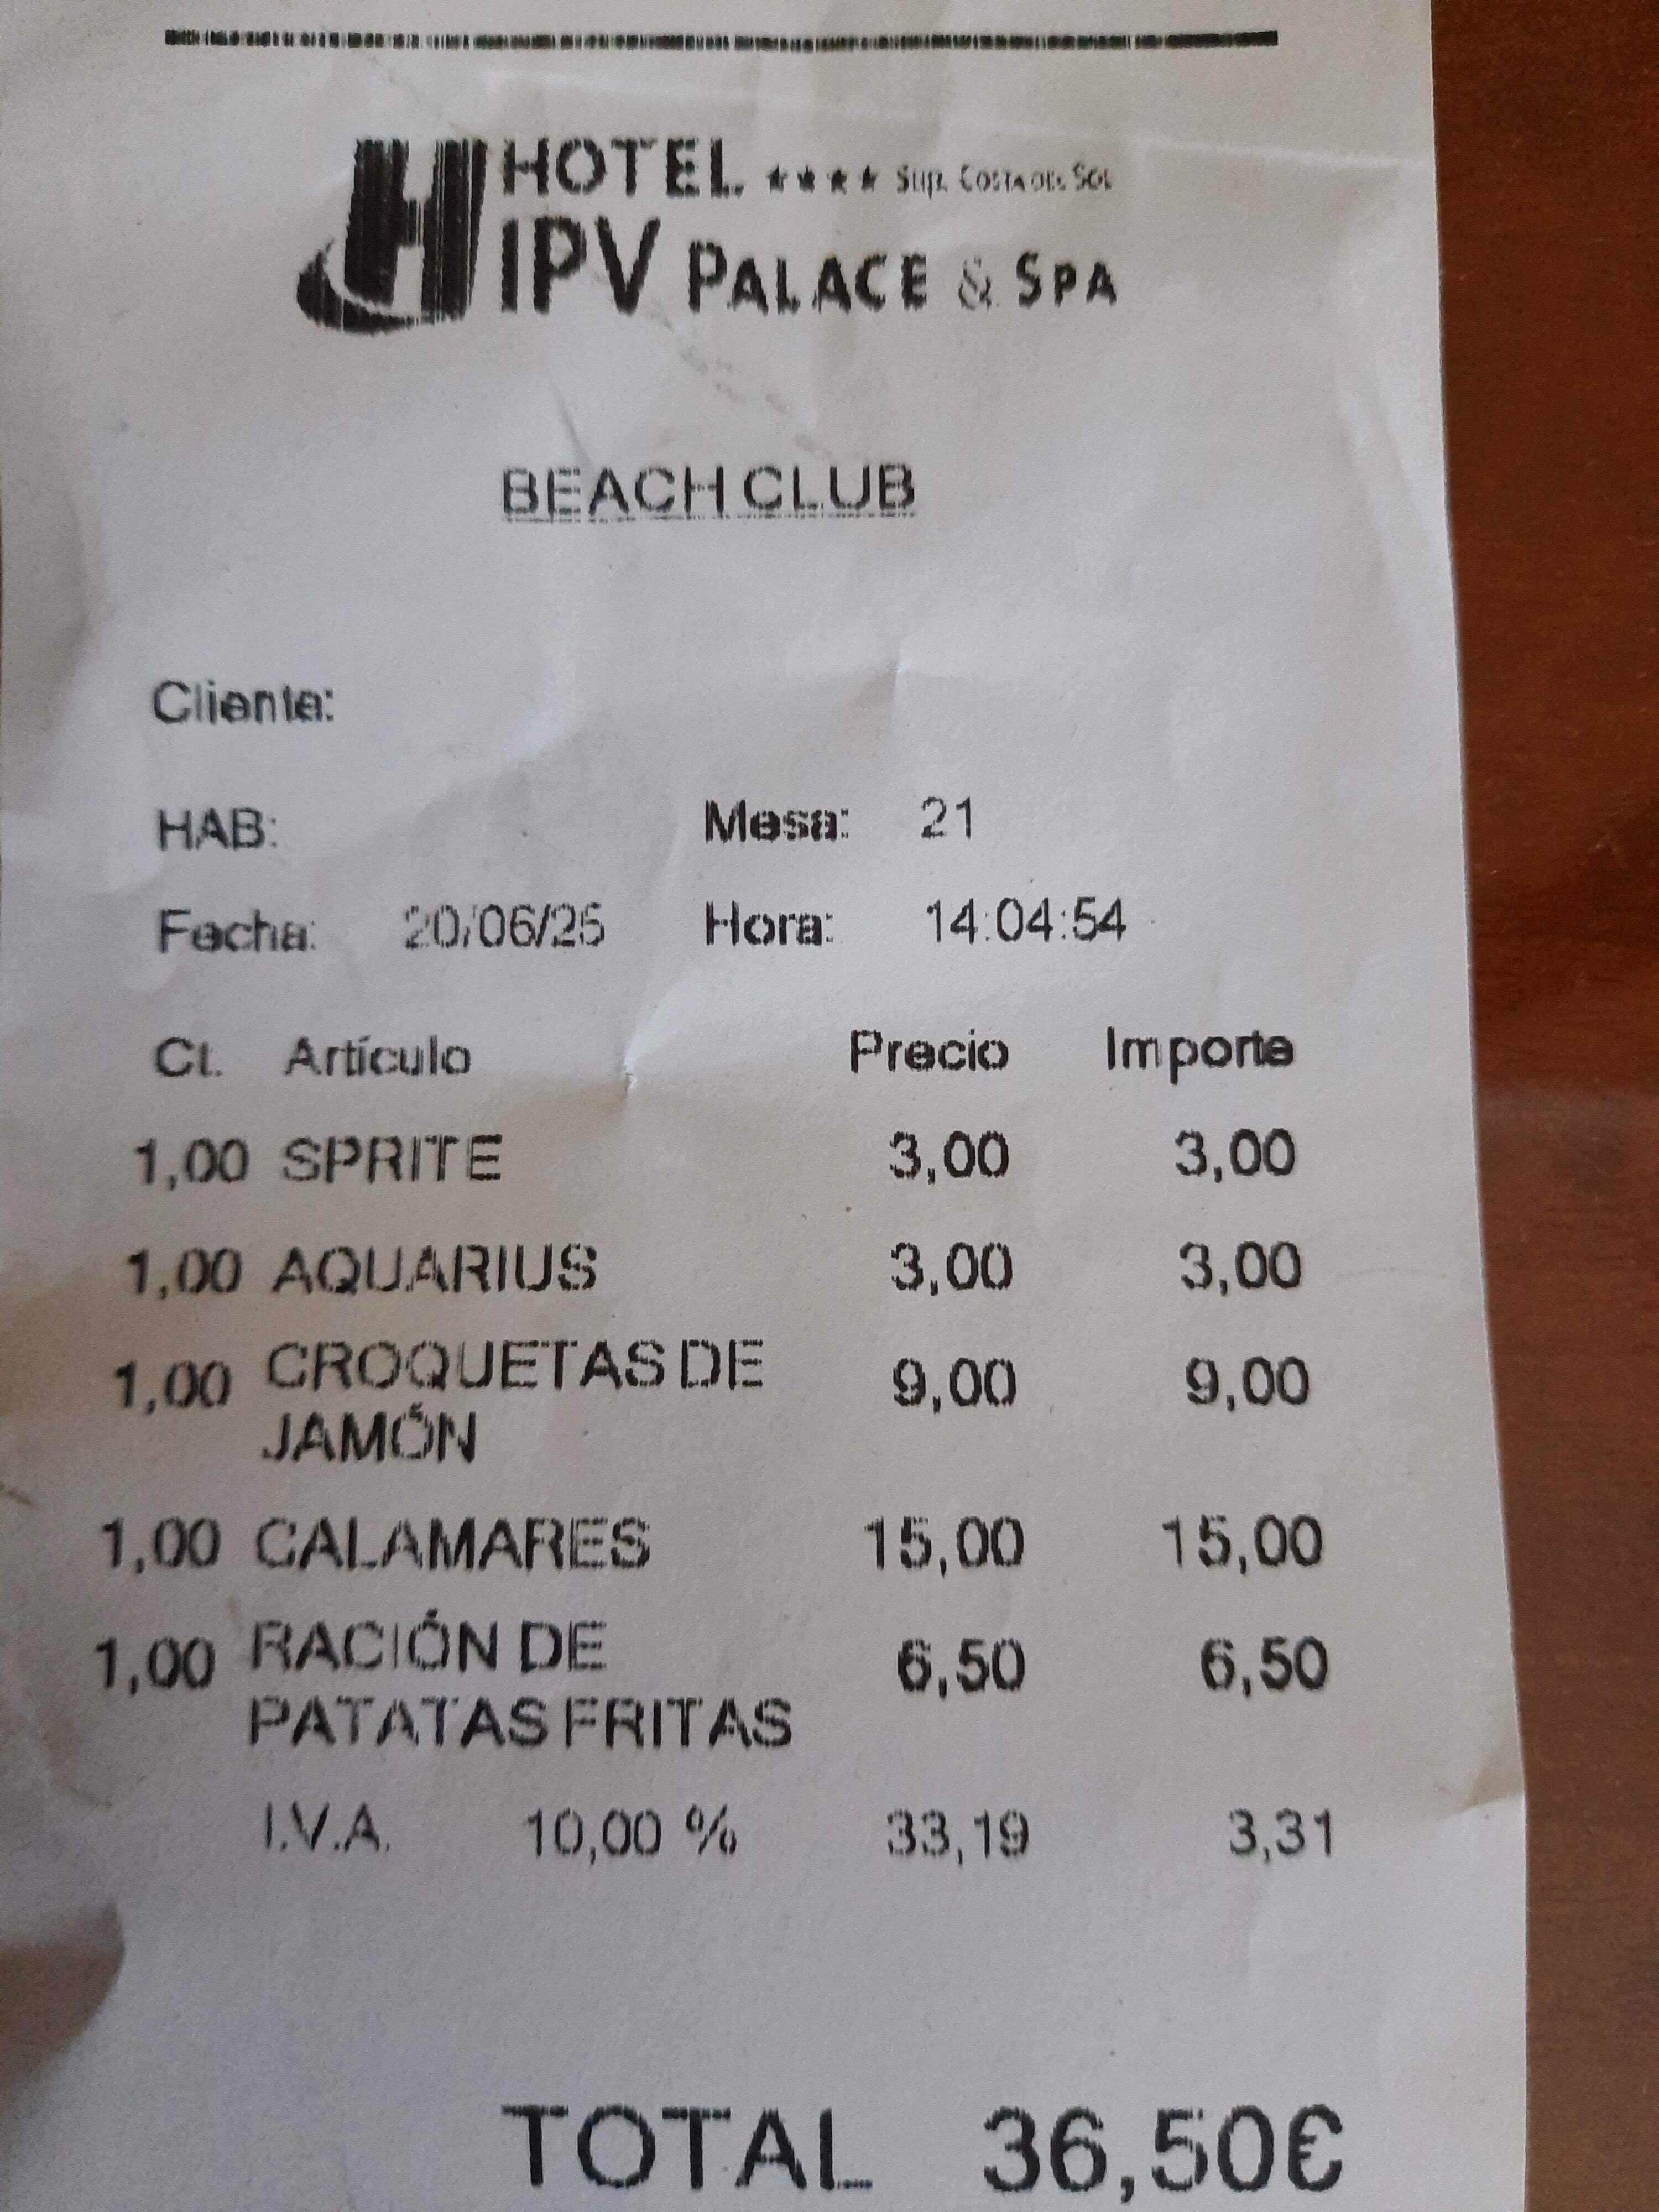 HOTEL **** Sup. Costa del Sol
IPV PALACE & SPA
BEACH CLUB
Cliente:
HAB: Mesa: 21
Fecha: 20/06/25 Hora: 14:04:54
Ct. Artículo Precio Importe
1,00 SPRITE 3,00 3,00
1,00 AQUARIUS 3,00 3,00
1,00 CROQUETAS DE 9,00 9,00
JAMÓN
1,00 CALAMARES 15,00 15,00
1,00 RACIÓN DE 6,50 6,50
PATATAS FRITAS
I.V.A. 10,00 % 33,19 3,31
TOTAL 36,50€